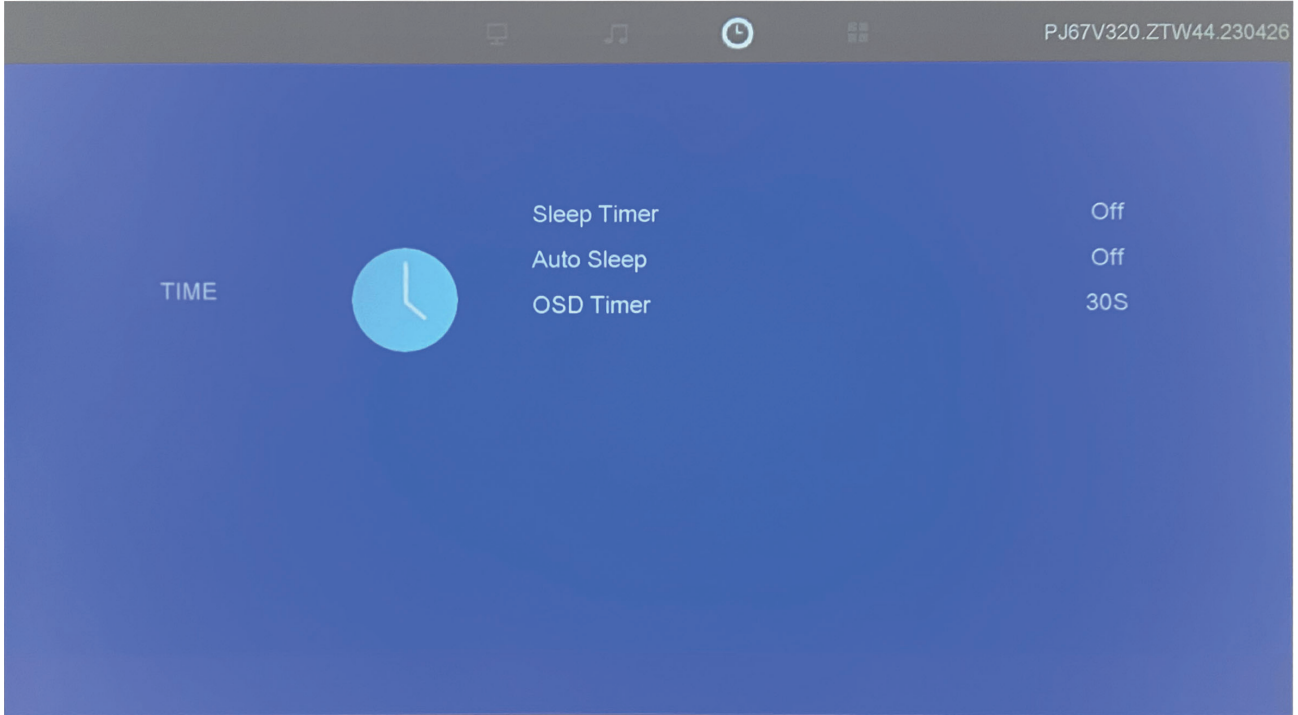 PJ67V320.ZTW44.230426
TIME
Sleep Timer Off
Auto Sleep Off
OSD Timer 30S